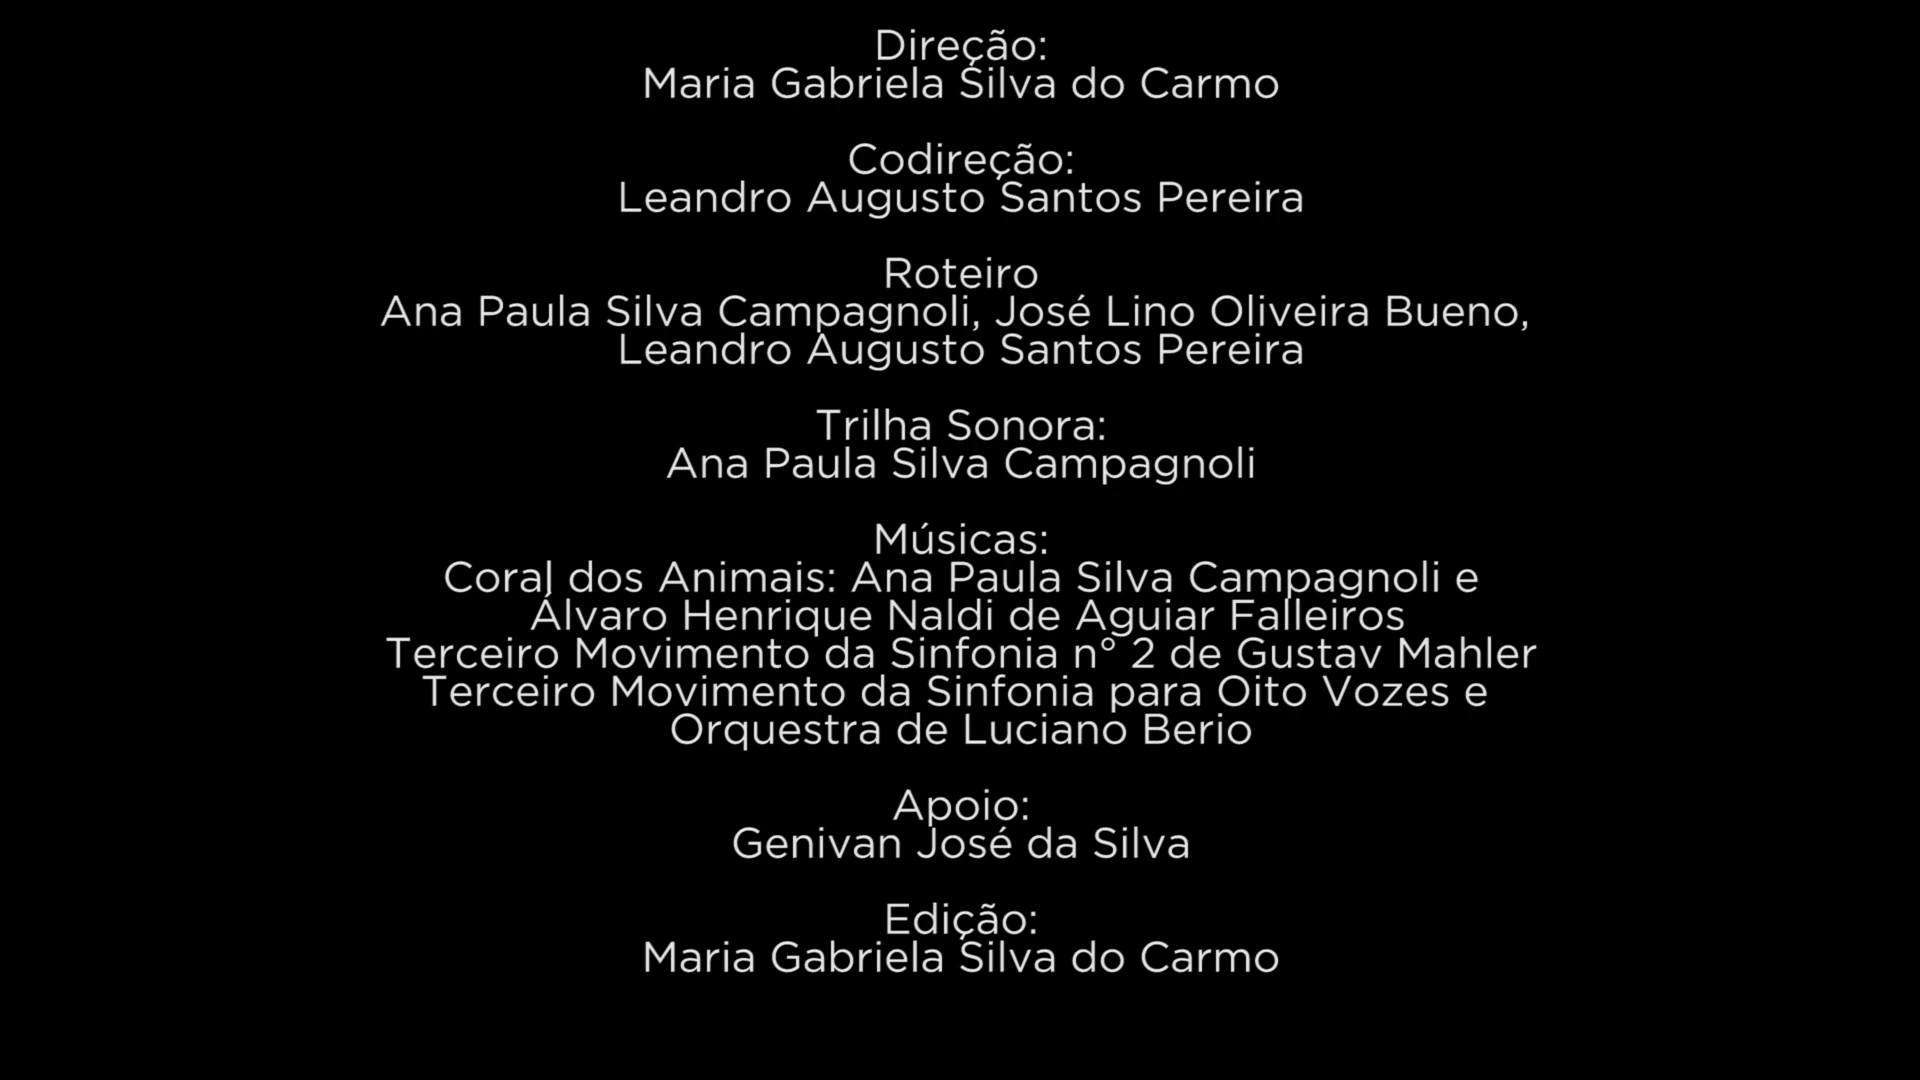 Direção:
Maria Gabriela Silva do Carmo
Codireção:
Leandro Augusto Santos Pereira
Roteiro
Ana Paula Silva Campagnoli, José Lino Oliveira Bueno,
Leandro Augusto Santos Pereira
Trilha Sonora:
Ana Paula Silva Campagnoli
Músicas:
Coral dos Animais: Ana Paula Silva Campagnoli e
Álvaro Henrique Naldi de Aguiar Falleiros
Terceiro Movimento da Sinfonia n° 2 de Gustav Mahler
Terceiro Movimento da Sinfonia para Oito Vozes e
Orquestra de Luciano Berio
Apoio:
Genivan José da Silva
Edição:
Maria Gabriela Silva do Carmo